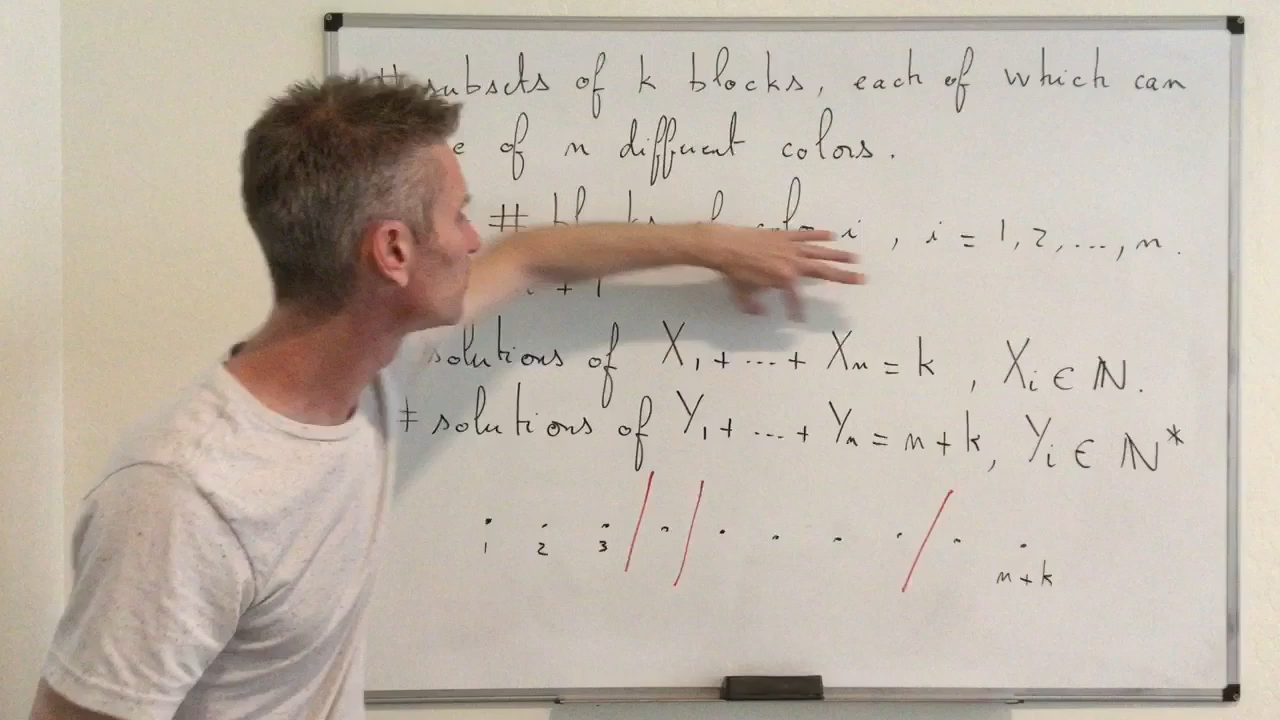 # subsets of k blocks, each of which can
of n different colors.
# i, i = 1, 2, ..., n.
+ 1
solutions of X₁ + ... + Xₙ = k, Xᵢ ∈ ℕ.
# solutions of Y₁ + ... + Yₙ = n + k, Yᵢ ∈ ℕ*
1 2 3 / / /
n + k